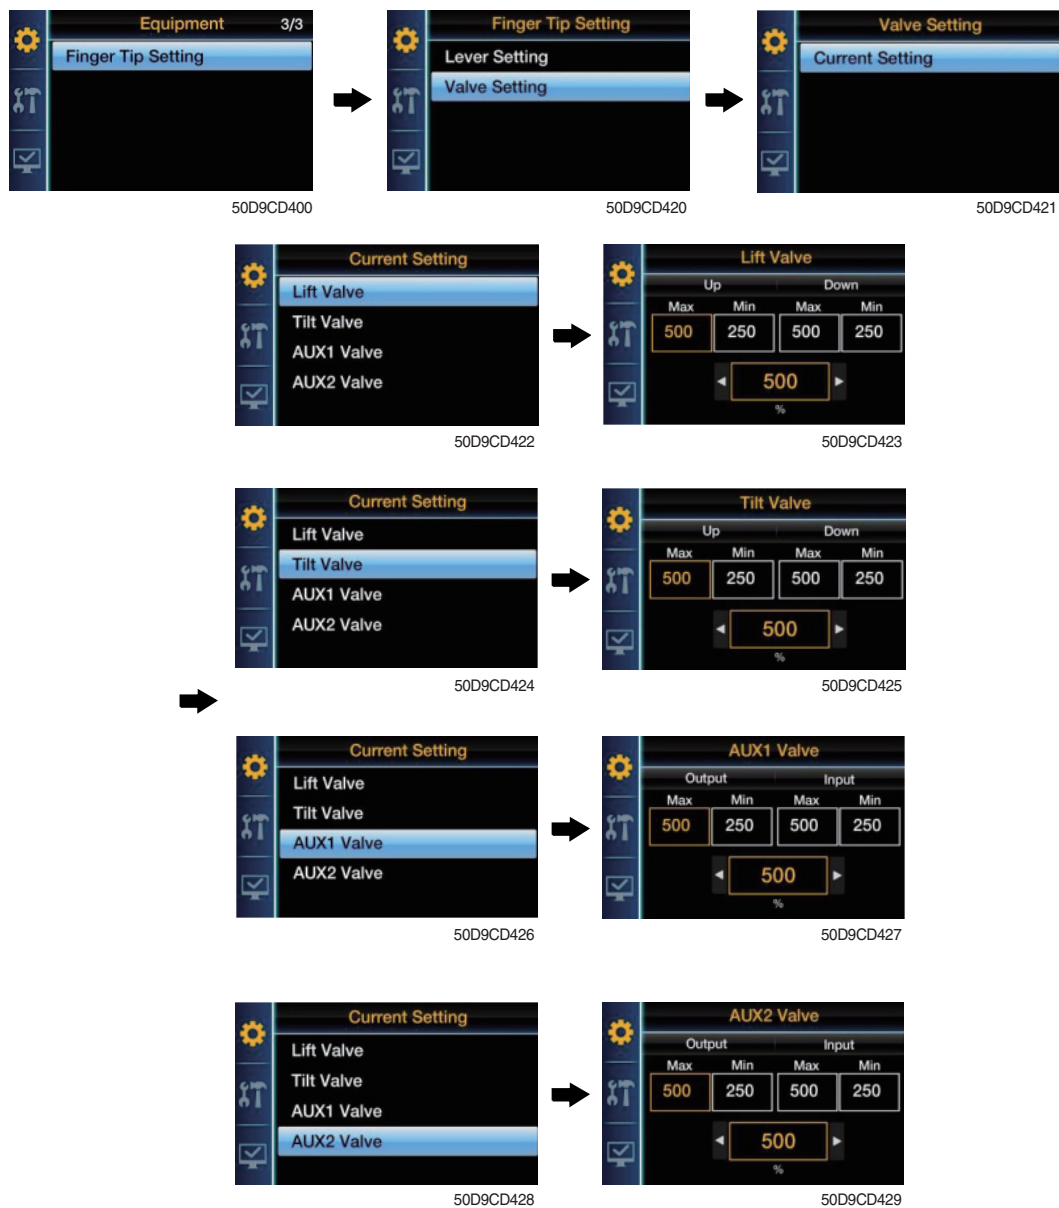 Equipment 3/3
Finger Tip Setting
50D9CD400
Finger Tip Setting
Lever Setting
Valve Setting
50D9CD420
Valve Setting
Current Setting
50D9CD421
Current Setting
Lift Valve
Tilt Valve
AUX1 Valve
AUX2 Valve
50D9CD422
Lift Valve
Up Down
Max Min Max Min
500 250 500 250
500
%
50D9CD423
Current Setting
Lift Valve
Tilt Valve
AUX1 Valve
AUX2 Valve
50D9CD424
Tilt Valve
Up Down
Max Min Max Min
500 250 500 250
500
%
50D9CD425
Current Setting
Lift Valve
Tilt Valve
AUX1 Valve
AUX2 Valve
50D9CD426
AUX1 Valve
Output Input
Max Min Max Min
500 250 500 250
500
%
50D9CD427
Current Setting
Lift Valve
Tilt Valve
AUX1 Valve
AUX2 Valve
50D9CD428
AUX2 Valve
Output Input
Max Min Max Min
500 250 500 250
500
%
50D9CD429